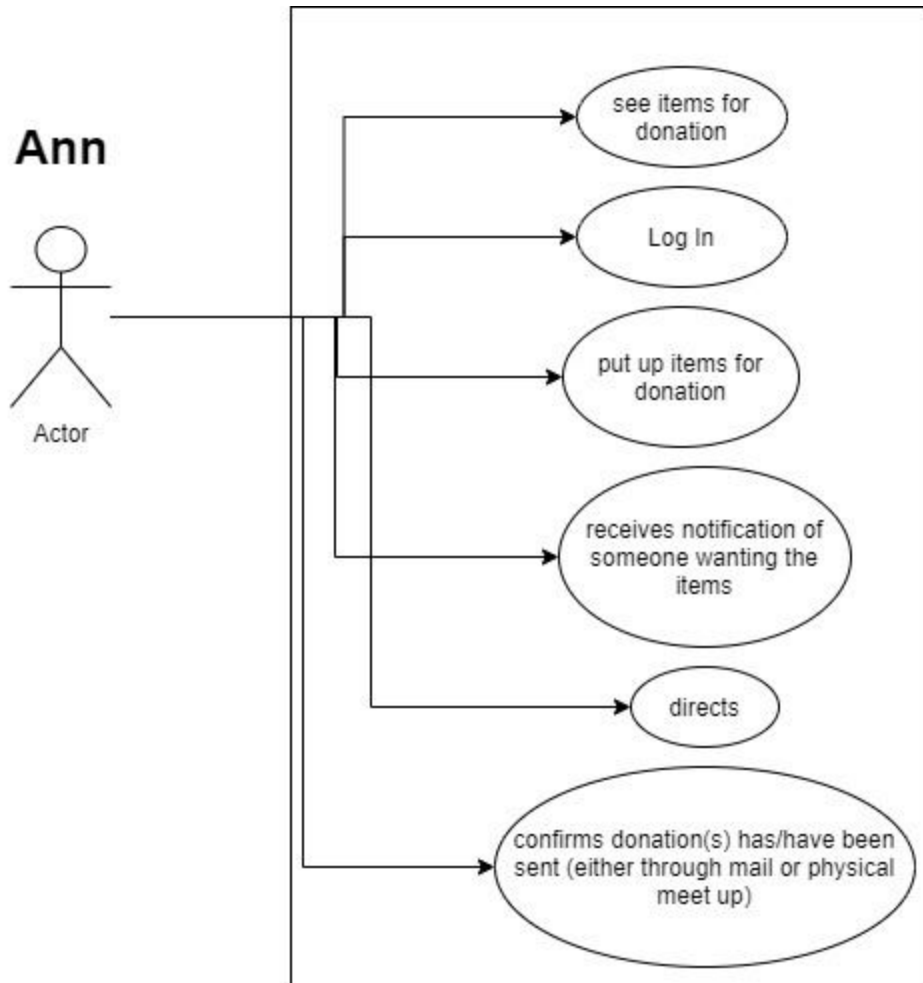 Ann
Actor
see items for
donation
Log In
put up items for
donation
receives notification of
someone wanting the
items
directs
confirms donation(s) has/have been
sent (either through mail or physical
meet up)